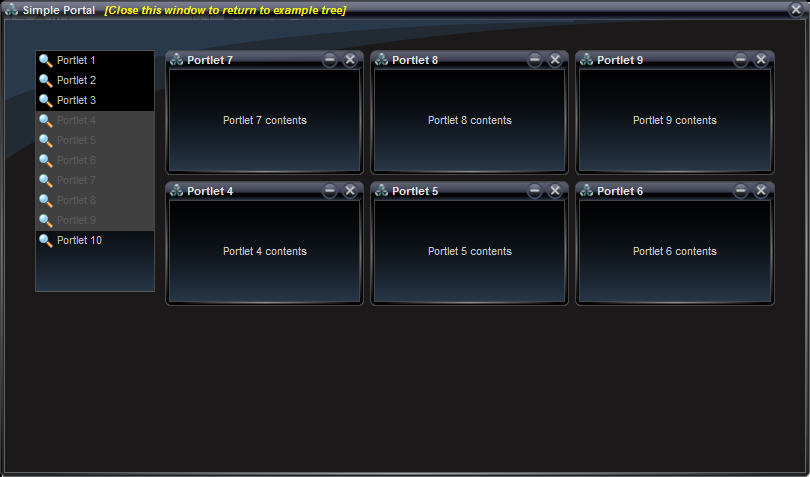 Simple Portal [Close this window to return to example tree]
Portlet 1
Portlet 2
Portlet 3
Portlet 4
Portlet 5
Portlet 6
Portlet 7
Portlet 8
Portlet 9
Portlet 10
Portlet 7
Portlet 7 contents
Portlet 8
Portlet 8 contents
Portlet 9
Portlet 9 contents
Portlet 4
Portlet 4 contents
Portlet 5
Portlet 5 contents
Portlet 6
Portlet 6 contents